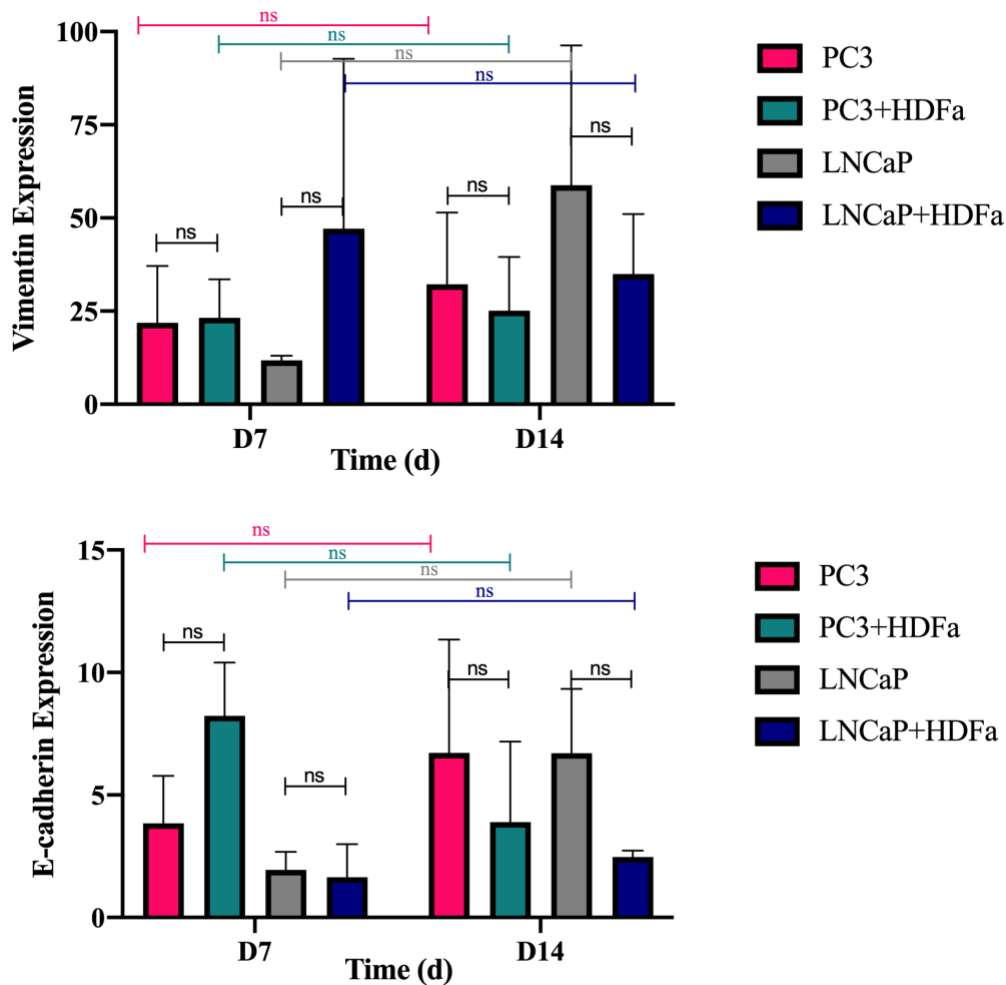 ns
ns
ns
ns
100
75
50
25
0
Vimentin Expression
ns
ns
ns
ns
D7
D14
Time (d)
PC3
PC3+HDFa
LNCaP
LNCaP+HDFa
ns
ns
ns
ns
15
10
5
0
E-cadherin Expression
ns
ns
ns
ns
D7
D14
Time (d)
PC3
PC3+HDFa
LNCaP
LNCaP+HDFa